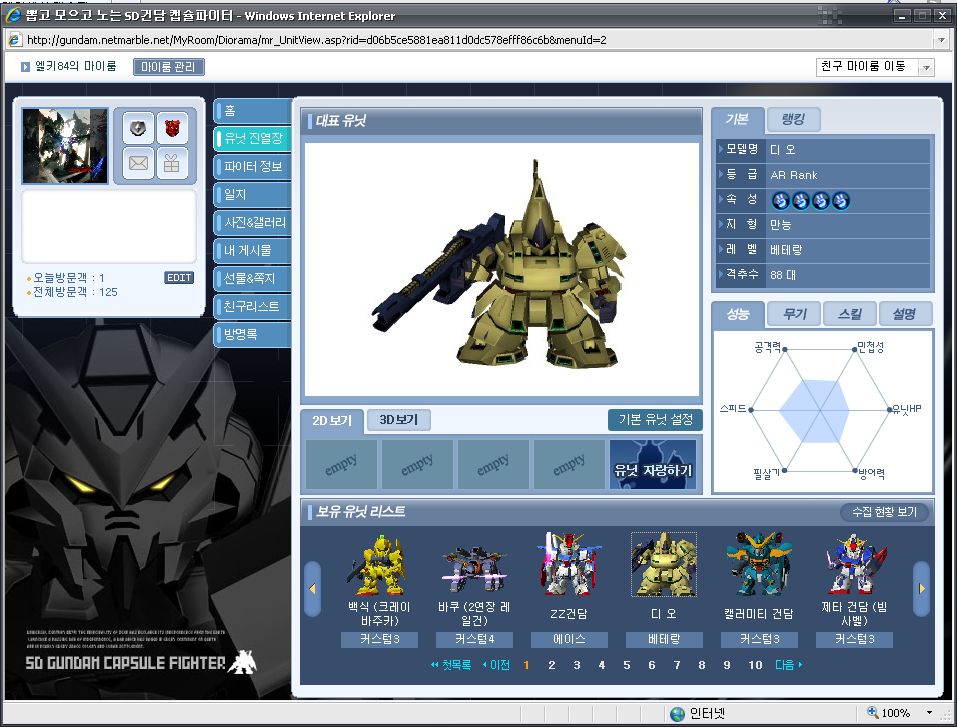 뽑고 모으고 노는 SD건담 캡슐파이터 - Windows Internet Explorer
http://gundam.netmarble.net/MyRoom/Diorama/mr_UnitView.asp?rid=d06b5ce5881ea811d0dc578efff86c6b&menuId=2
엘키84의 마이룸
마이룸 관리
친구 마이룸 이동
오늘방문객 : 1
EDIT
전체방문객 : 125
홈
유닛 진열장
파이터 정보
일지
사진&갤러리
내 게시물
선물&쪽지
친구리스트
방명록
대표 유닛
2D 보기
3D 보기
기본 유닛 설정
empty
empty
empty
empty
유닛 자랑하기
기본
랭킹
모델명 디 오
등 급 AR Rank
속 성
지 형 만능
레 벨 베테랑
격추수 88 대
성능
무기
스킬
설명
공격력
민첩성
스피드
유닛HP
필살기
방어력
보유 유닛 리스트
수집 현황 보기
백식 (크레이 바주카)
커스텀3
바쿠 (2연장 레일건)
커스텀4
ZZ건담
에이스
디 오
베테랑
캘러미티 건담
커스텀3
제타 건담 (빔 사벨)
커스텀3
첫목록 이전 1 2 3 4 5 6 7 8 9 10 다음
SD GUNDAM CAPSULE FIGHTER
인터넷
100%